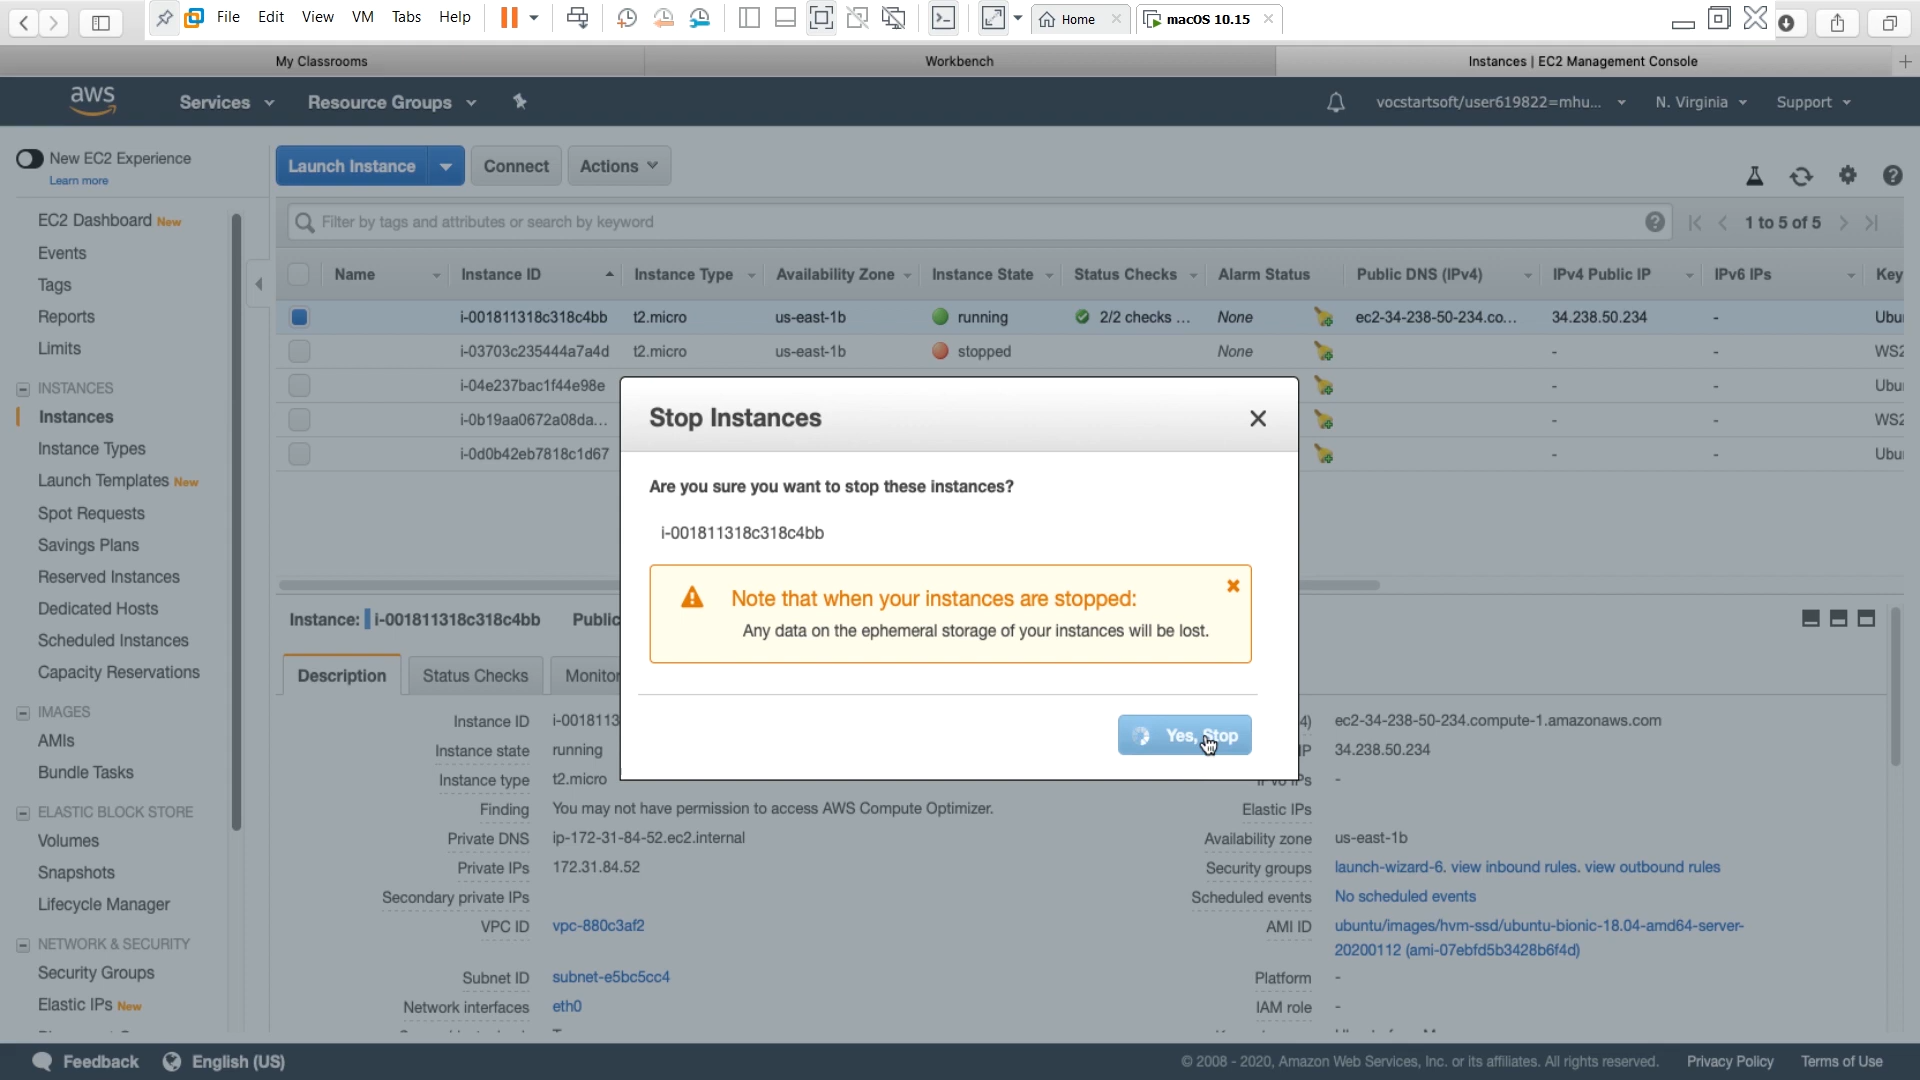 File Edit View VM Tabs Help
Home
macOS 10.15
My Classrooms
Workbench
Instances | EC2 Management Console
aws
Services
Resource Groups
vocstartsoft/user619822=mhu...
N. Virginia
Support
New EC2 Experience
Learn more
Launch Instance
Connect
Actions
Filter by tags and attributes or search by keyword
1 to 5 of 5
EC2 Dashboard New
Events
Tags
Reports
Limits
INSTANCES
Instances
Instance Types
Launch Templates New
Spot Requests
Savings Plans
Reserved Instances
Dedicated Hosts
Scheduled Instances
Capacity Reservations
IMAGES
AMIs
Bundle Tasks
ELASTIC BLOCK STORE
Volumes
Snapshots
Lifecycle Manager
NETWORK & SECURITY
Security Groups
Elastic IPs New
Name Instance ID Instance Type Availability Zone Instance State Status Checks Alarm Status Public DNS (IPv4) IPv4 Public IP IPv6 IPs Key
i-001811318c318c4bb t2.micro us-east-1b running 2/2 checks ... None ec2-34-238-50-234.co... 34.238.50.234 - Ubu
i-03703c235444a7a4d t2.micro us-east-1b stopped None - - WS2
i-04e237bac1f44e98e - - Ubu
i-0b19aa0672a08da... - - WS2
i-0d0b42eb7818c1d67 - - Ubu
Stop Instances
Are you sure you want to stop these instances?
i-001811318c318c4bb
Note that when your instances are stopped:
Any data on the ephemeral storage of your instances will be lost.
Yes, Stop
Instance: i-001811318c318c4bb Public
Description
Status Checks
Monitor
Instance ID i-0018113
Instance state running
Instance type t2.micro
Finding You may not have permission to access AWS Compute Optimizer.
Private DNS ip-172-31-84-52.ec2.internal
Private IPs 172.31.84.52
Secondary private IPs
VPC ID vpc-880c3af2
Subnet ID subnet-e5bc5cc4
Network interfaces eth0
4) ec2-34-238-50-234.compute-1.amazonaws.com
IP 34.238.50.234
IPv6 IPs -
Elastic IPs
Availability zone us-east-1b
Security groups launch-wizard-6. view inbound rules. view outbound rules
Scheduled events No scheduled events
AMI ID ubuntu/images/hvm-ssd/ubuntu-bionic-18.04-amd64-server-
20200112 (ami-07ebfd5b3428b6f4d)
Platform -
IAM role -
Feedback
English (US)
© 2008 - 2020, Amazon Web Services, Inc. or its affiliates. All rights reserved.
Privacy Policy
Terms of Use